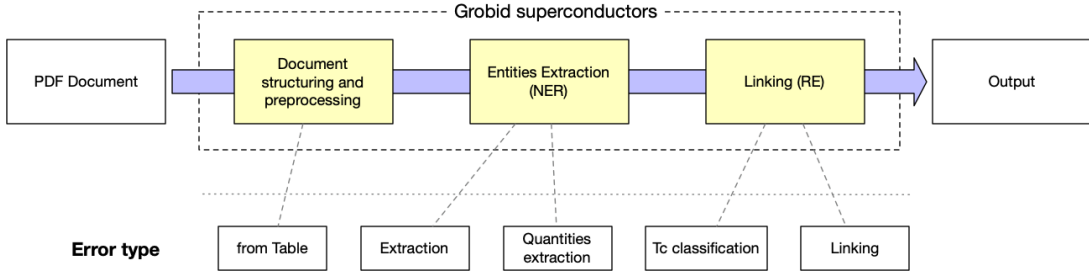 Grobid superconductors
PDF Document
Document
structuring and
preprocessing
Entities Extraction
(NER)
Linking (RE)
Output
Error type
from Table
Extraction
Quantities
extraction
Tc classification
Linking